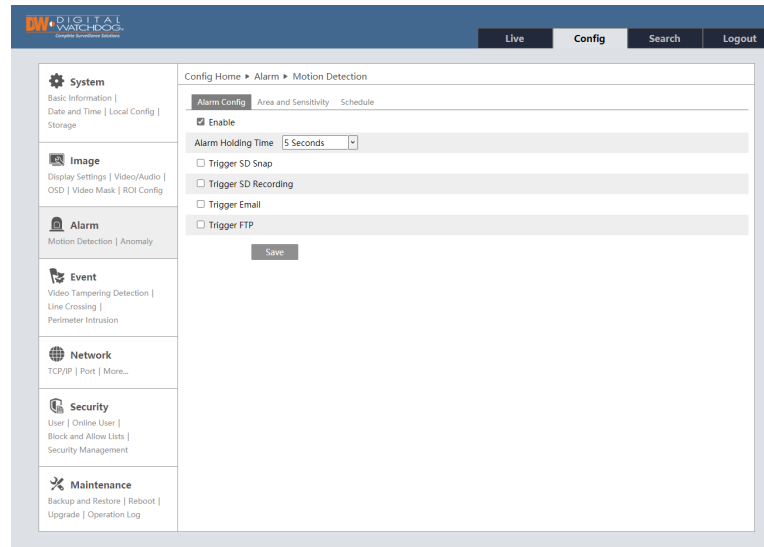 DW DIGITAL
WATCHDOG®
Complete Surveillance Solutions
Live Config Search Logout
System
Basic Information |
Date and Time | Local Config |
Storage
Image
Display Settings | Video/Audio |
OSD | Video Mask | ROI Config
Alarm
Motion Detection | Anomaly
Event
Video Tampering Detection |
Line Crossing |
Perimeter Intrusion
Network
TCP/IP | Port | More...
Security
User | Online User |
Block and Allow Lists |
Security Management
Maintenance
Backup and Restore | Reboot |
Upgrade | Operation Log
Config Home ▶ Alarm ▶ Motion Detection
Alarm Config Area and Sensitivity Schedule
Enable
Alarm Holding Time 5 Seconds
Trigger SD Snap
Trigger SD Recording
Trigger Email
Trigger FTP
Save